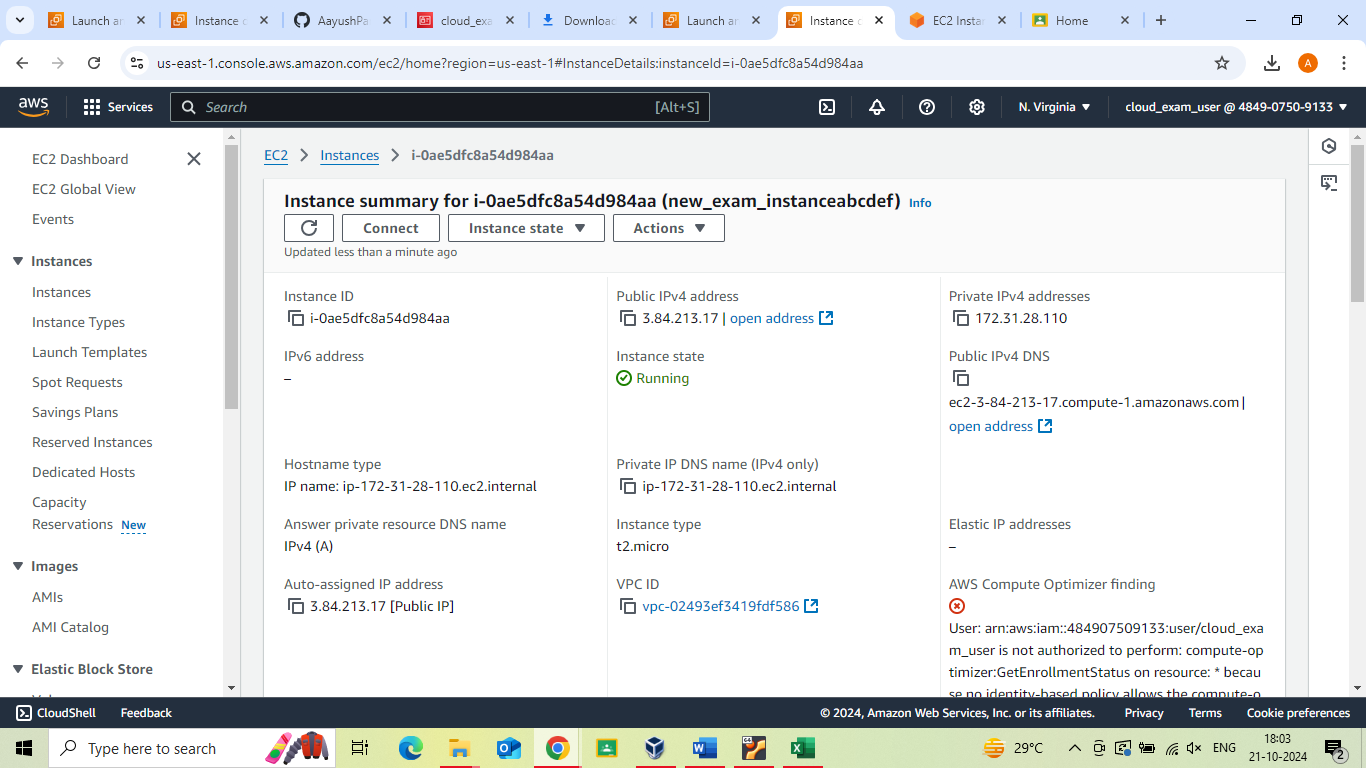 Launch ar
Instance c
AayushPa
cloud_exa
Downloac
Launch ar
Instance c
EC2 Instar
Home
us-east-1.console.aws.amazon.com/ec2/home?region=us-east-1#InstanceDetails:instanceId=i-0ae5dfc8a54d984aa
A
aws
Services
Search
[Alt+S]
N. Virginia
cloud_exam_user @ 4849-0750-9133
EC2 Dashboard
EC2 Global View
Events
Instances
Instances
Instance Types
Launch Templates
Spot Requests
Savings Plans
Reserved Instances
Dedicated Hosts
Capacity
Reservations New
Images
AMIs
AMI Catalog
Elastic Block Store
EC2 > Instances > i-0ae5dfc8a54d984aa
Instance summary for i-0ae5dfc8a54d984aa (new_exam_instanceabcdef) Info
Connect
Instance state
Actions
Updated less than a minute ago
Instance ID
i-0ae5dfc8a54d984aa
Public IPv4 address
3.84.213.17 | open address
Private IPv4 addresses
172.31.28.110
IPv6 address
–
Instance state
Running
Public IPv4 DNS
ec2-3-84-213-17.compute-1.amazonaws.com |
open address
Hostname type
IP name: ip-172-31-28-110.ec2.internal
Private IP DNS name (IPv4 only)
ip-172-31-28-110.ec2.internal
Answer private resource DNS name
IPv4 (A)
Instance type
t2.micro
Elastic IP addresses
–
Auto-assigned IP address
3.84.213.17 [Public IP]
VPC ID
vpc-02493ef3419fdf586
AWS Compute Optimizer finding
User: arn:aws:iam::484907509133:user/cloud_exa
m_user is not authorized to perform: compute-op
timizer:GetEnrollmentStatus on resource: * becau
se no identity-based policy allows the compute-o
CloudShell
Feedback
© 2024, Amazon Web Services, Inc. or its affiliates.
Privacy
Terms
Cookie preferences
Type here to search
29°C
ENG
18:03
21-10-2024
2